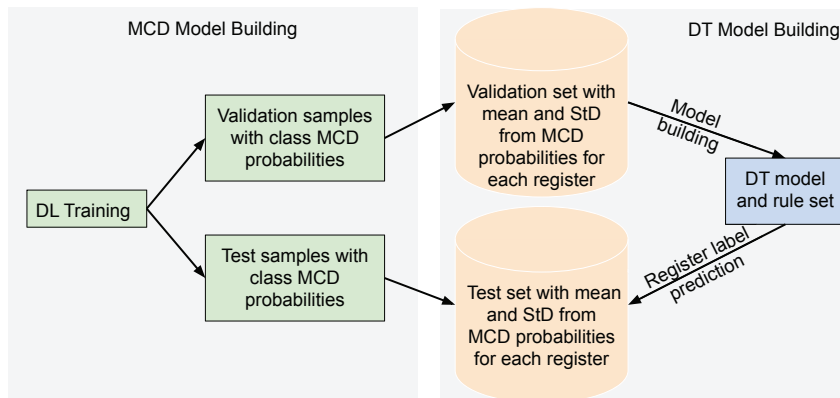 MCD Model Building
DT Model Building
Validation samples
with class MCD
probabilities
Validation set with
mean and StD
from MCD
probabilities for
each register
Model
building
DL Training
DT model
and rule set
Test samples with
class MCD
probabilities
Register label
prediction
Test set with mean
and StD from
MCD probabilities
for each register